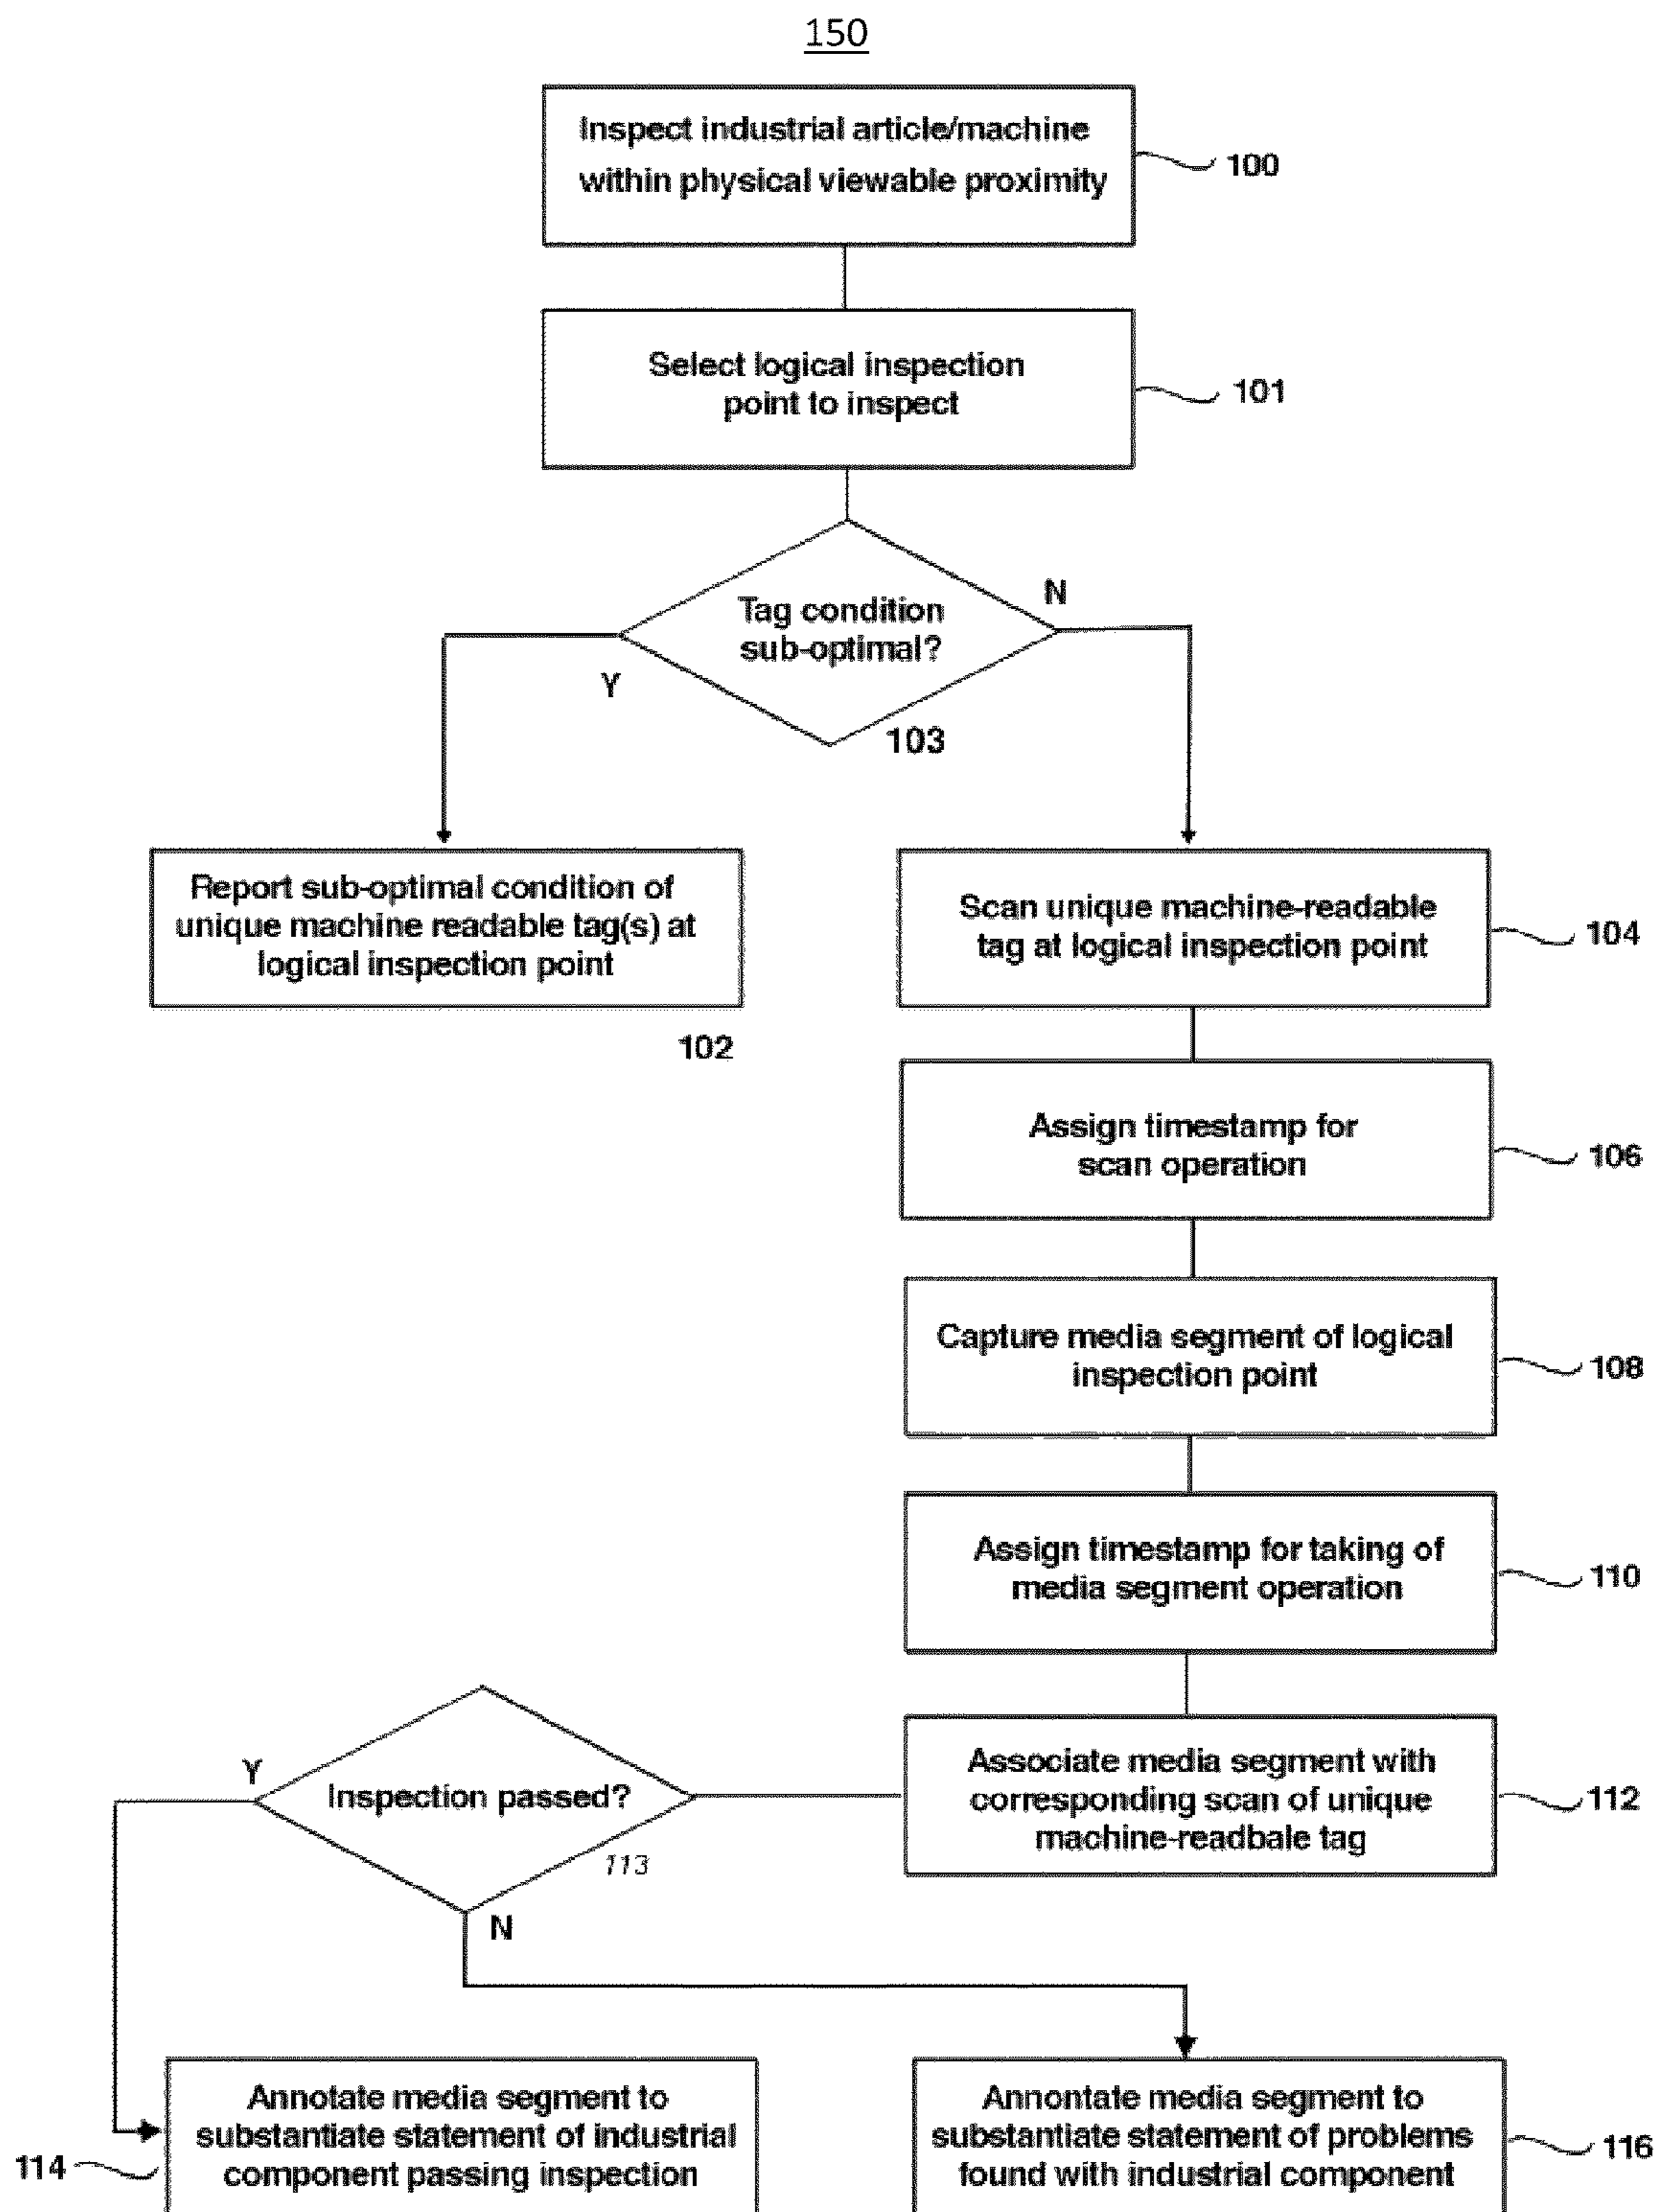 150
Inspect industrial article/machine
within physical viewable proximity
100
Select logical inspection
point to inspect
101
Tag condition
sub-optimal?
N
Y
103
Report sub-optimal condition of
unique machine readable tag(s) at
logical inspection point
102
Scan unique machine-readable
tag at logical inspection point
104
Assign timestamp for
scan operation
106
Capture media segment of logical
inspection point
108
Assign timestamp for taking of
media segment operation
110
Associate media segment with
corresponding scan of unique
machine-readbale tag
112
Inspection passed?
Y
113
N
Annotate media segment to
substantiate statement of industrial
component passing inspection
114
Annontate media segment to
substantiate statement of problems
found with industrial component
116